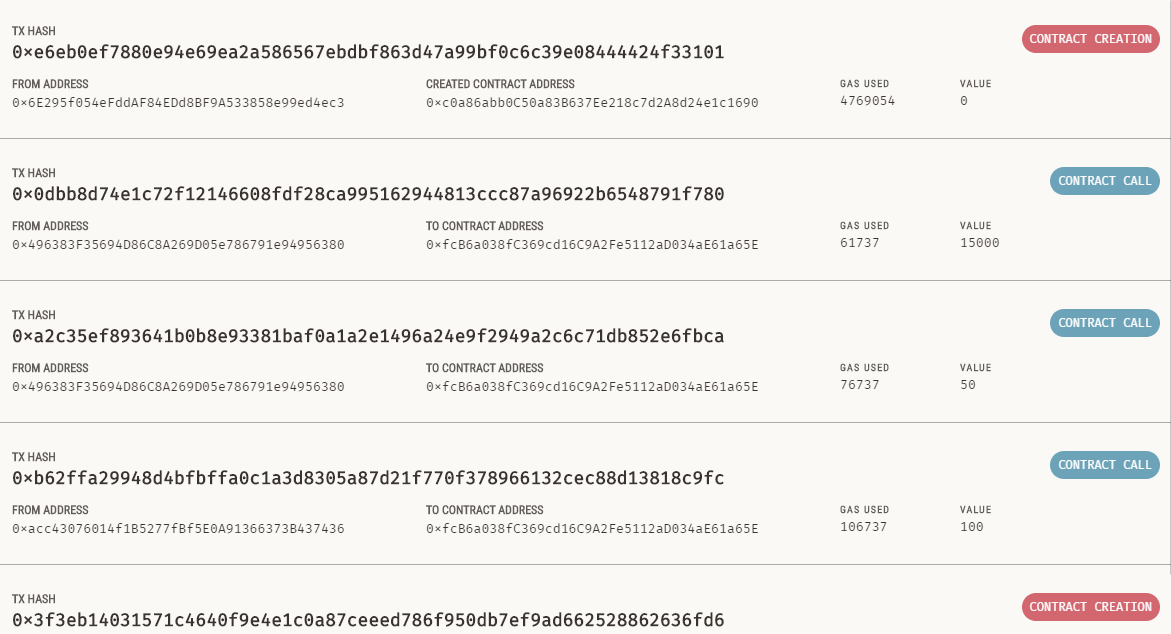 TX HASH
CONTRACT CREATION
0xe6eb0ef7880e94e69ea2a586567ebdbf863d47a99bf0c6c39e08444424f33101
FROM ADDRESS CREATED CONTRACT ADDRESS GAS USED VALUE
0x6E295f054eFddAF84EDd8BF9A533858e99ed4ec3 0xc0a86abb0C50a83B637Ee218c7d2A8d24e1c1690 4769054 0
TX HASH
CONTRACT CALL
0x0dbb8d74e1c72f12146608fdf28ca995162944813ccc87a96922b6548791f780
FROM ADDRESS TO CONTRACT ADDRESS GAS USED VALUE
0x496383F35694D86C8A269D05e786791e94956380 0xfcB6a038fC369cd16C9A2Fe5112aD034aE61a65E 61737 15000
TX HASH
CONTRACT CALL
0xa2c35ef893641b0b8e93381baf0a1a2e1496a24e9f2949a2c6c71db852e6fbca
FROM ADDRESS TO CONTRACT ADDRESS GAS USED VALUE
0x496383F35694D86C8A269D05e786791e94956380 0xfcB6a038fC369cd16C9A2Fe5112aD034aE61a65E 76737 50
TX HASH
CONTRACT CALL
0xb62ffa29948d4bfbffa0c1a3d8305a87d21f770f378966132cec88d13818c9fc
FROM ADDRESS TO CONTRACT ADDRESS GAS USED VALUE
0xacc43076014f1B5277fBf5E0A91366373B437436 0xfcB6a038fC369cd16C9A2Fe5112aD034aE61a65E 106737 100
TX HASH
CONTRACT CREATION
0x3f3eb14031571c4640f9e4e1c0a87ceeed786f950db7ef9ad662528862636fd6